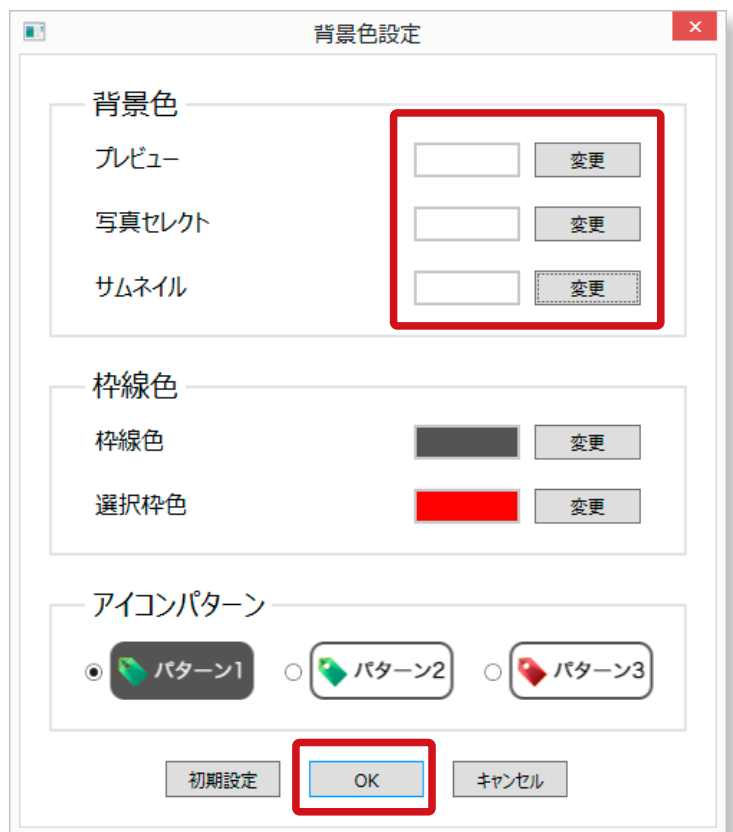 背景色設定
背景色
プレビュー 変更
写真セレクト 変更
サムネイル 変更
枠線色
枠線色 変更
選択枠色 変更
アイコンパターン
パターン1 パターン2 パターン3
初期設定 OK キャンセル